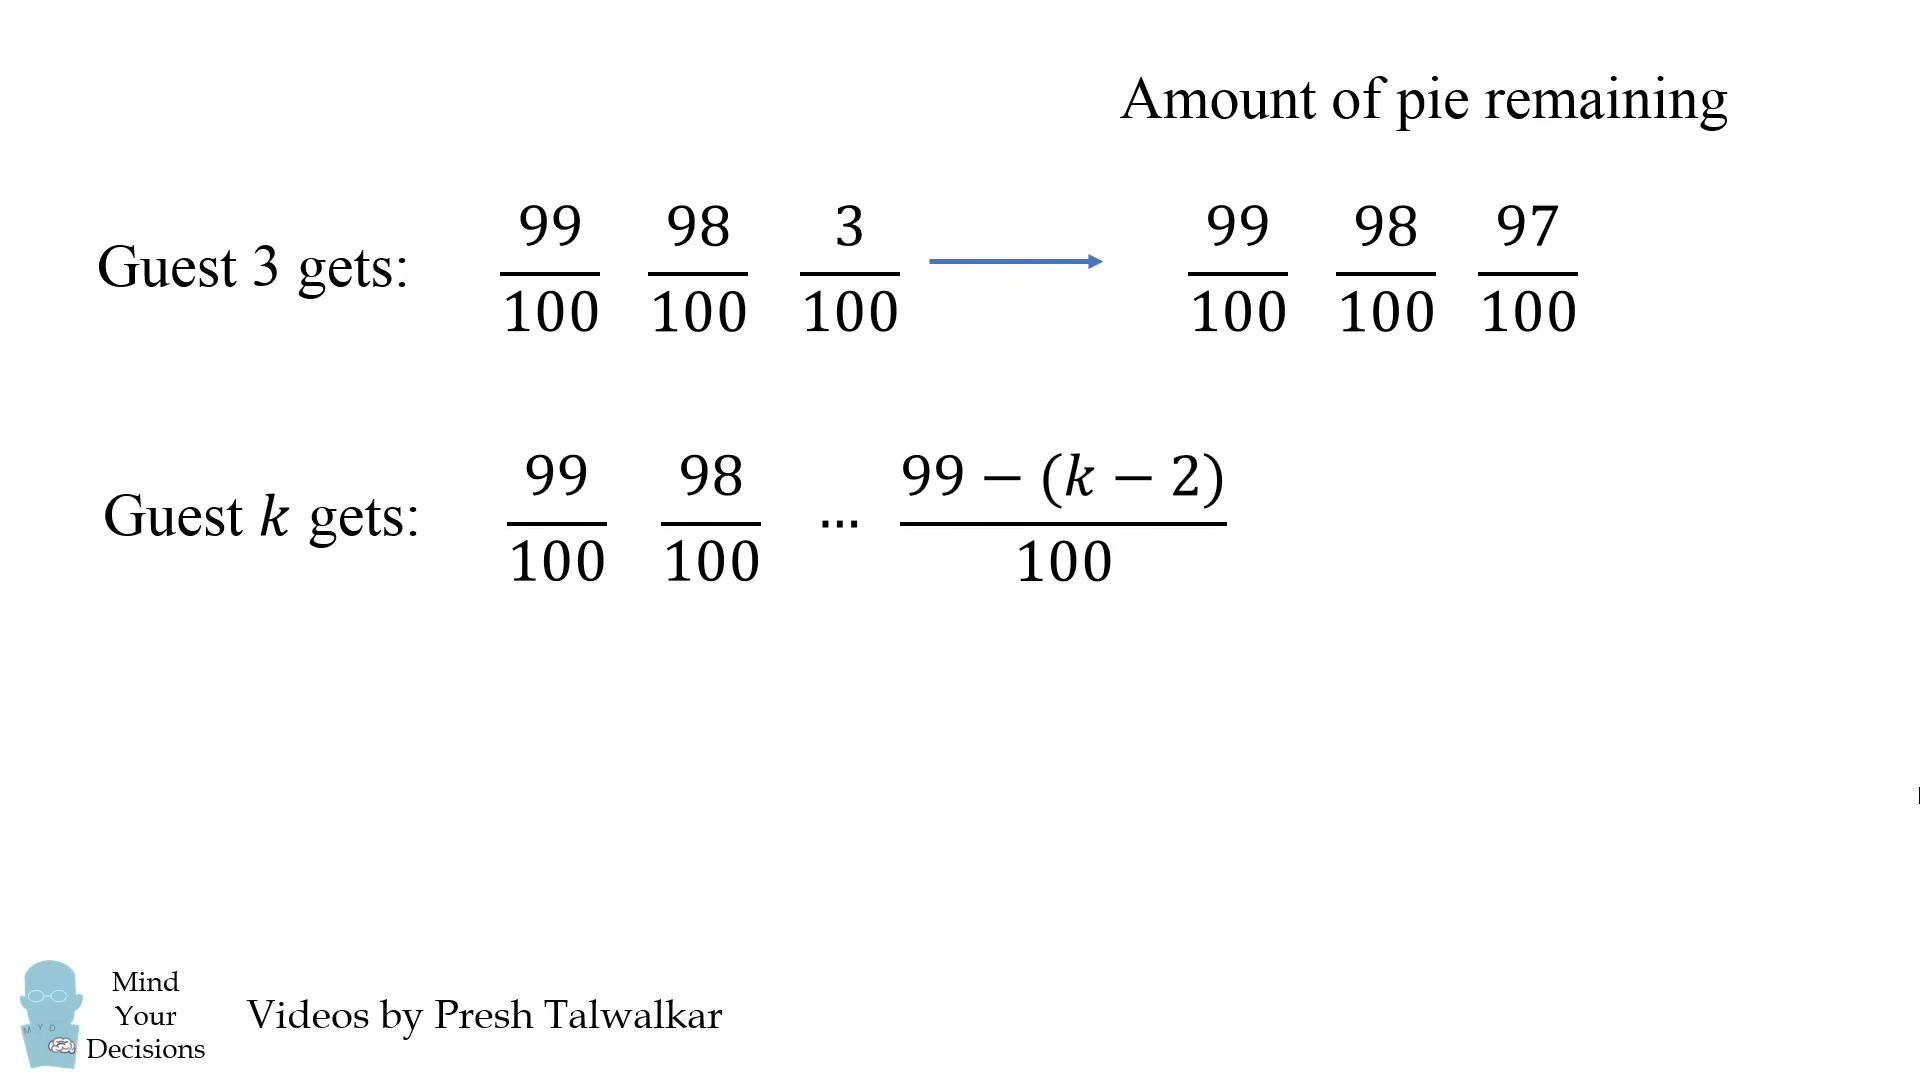 Amount of pie remaining
Guest 3 gets: 99/100 98/100 3/100 99/100 98/100 97/100
Guest k gets: 99/100 98/100 ... 99 − (k − 2)/100
M Y D
Mind
Your
Decisions
Videos by Presh Talwalkar